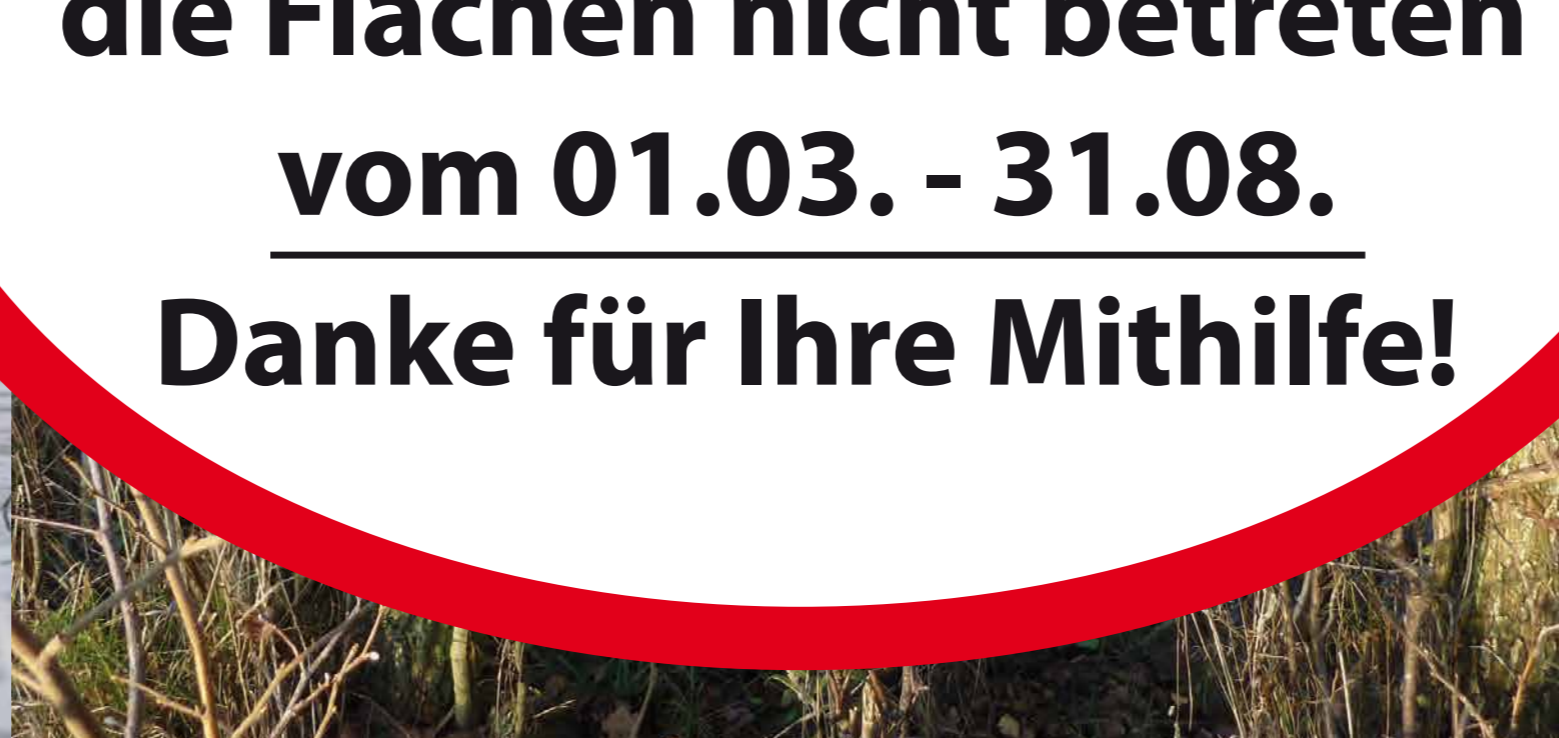 die Flächen nicht betreten
vom 01.03. - 31.08.
Danke für Ihre Mithilfe!